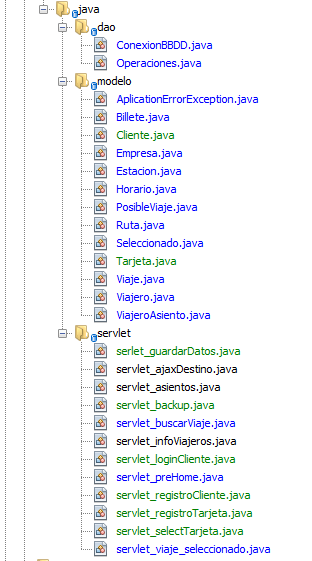 java
dao
ConexionBBDD.java
Operaciones.java
modelo
AplicationErrorException.java
Billete.java
Cliente.java
Empresa.java
Estacion.java
Horario.java
PosibleViaje.java
Ruta.java
Seleccionado.java
Tarjeta.java
Viaje.java
Viajero.java
ViajeroAsiento.java
servlet
serlet_guardarDatos.java
servlet_ajaxDestino.java
servlet_asientos.java
servlet_backup.java
servlet_buscarViaje.java
servlet_infoViajeros.java
servlet_loginCliente.java
servlet_preHome.java
servlet_registroCliente.java
servlet_registroTarjeta.java
servlet_selectTarjeta.java
servlet_viaje_seleccionado.java